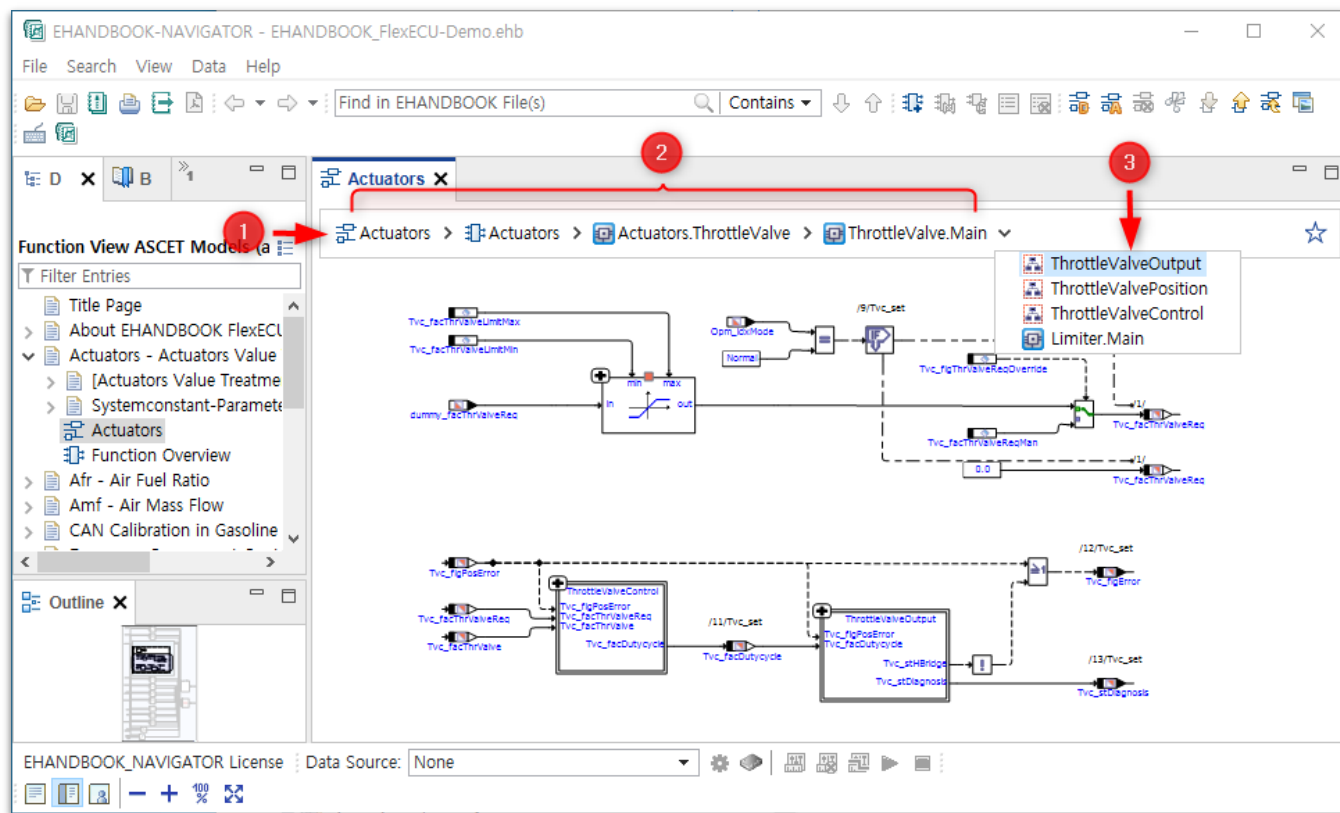 EHANDBOOK-NAVIGATOR - EHANDBOOK_FlexECU-Demo.ehb
File Search View Data Help
Find in EHANDBOOK File(s) Contains
D B 1
Actuators
2
3
1
Actuators > Actuators > Actuators.ThrottleValve > ThrottleValve.Main
ThrottleValveOutput
ThrottleValvePosition
ThrottleValveControl
Limiter.Main
Function View ASCET Models (a
Filter Entries
Title Page
About EHANDBOOK FlexECU
Actuators - Actuators Value
[Actuators Value Treatme
Systemconstant-Paramete
Actuators
Function Overview
Afr - Air Fuel Ratio
Amf - Air Mass Flow
CAN Calibration in Gasoline
Outline
Tvc_facThrValveLimitMax
Tvc_facThrValveLimitMin
dummy_facThrValveReq
min max
in out
Opm_idxMode
Normal
=
/9/Tvc_set
IF
Tvc_flgThrValveReqOverride
Tvc_facThrValveReqMan
0.0
/1/
Tvc_facThrValveReq
/1/
Tvc_facThrValveReq
Tvc_flgPosError
Tvc_facThrValveReq
Tvc_facThrValve
ThrottleValveControl
Tvc_flgPosError
Tvc_facThrValveReq
Tvc_facThrValve
Tvc_facDutycycle
/11/Tvc_set
Tvc_facDutycycle
ThrottleValveOutput
Tvc_flgPosError
Tvc_facDutycycle
Tvc_stHBridge
Tvc_stDiagnosis
!
≥1
/12/Tvc_set
Tvc_flgError
/13/Tvc_set
Tvc_stDiagnosis
EHANDBOOK_NAVIGATOR License Data Source: None
100
%